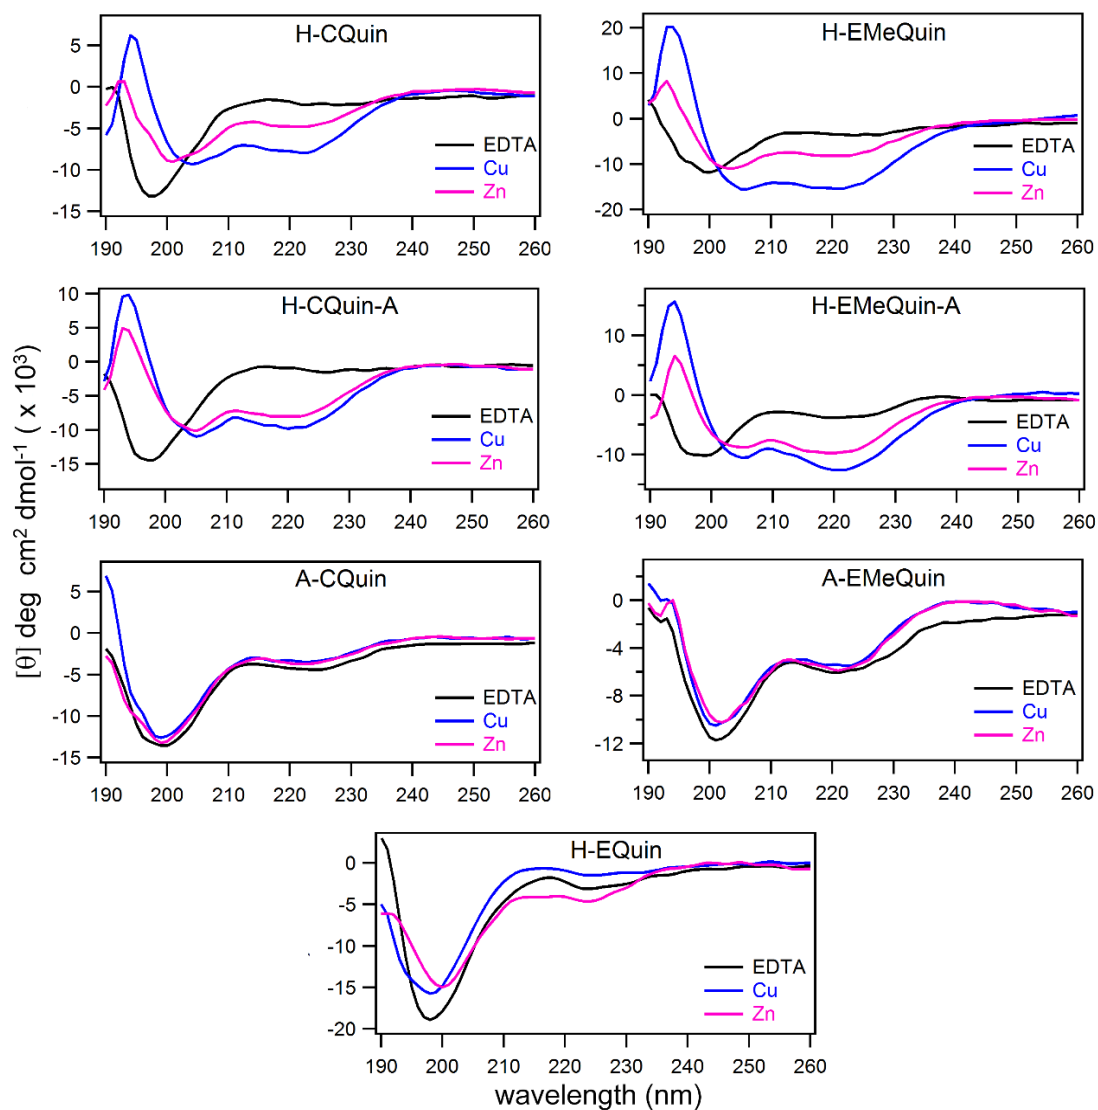 H-CQuin
5
0
-5
-10
-15
EDTA
Cu
Zn
190 200 210 220 230 240 250 260
H-EMeQuin
20
10
0
-10
-20
EDTA
Cu
Zn
190 200 210 220 230 240 250 260
H-CQuin-A
10
5
0
-5
-10
-15
EDTA
Cu
Zn
190 200 210 220 230 240 250 260
H-EMeQuin-A
10
0
-10
EDTA
Cu
Zn
190 200 210 220 230 240 250 260
[θ] deg cm² dmol⁻¹ ( x 10³)
A-CQuin
5
0
-5
-10
-15
EDTA
Cu
Zn
190 200 210 220 230 240 250 260
A-EMeQuin
0
-4
-8
-12
EDTA
Cu
Zn
190 200 210 220 230 240 250 260
H-EQuin
0
-5
-10
-15
-20
EDTA
Cu
Zn
190 200 210 220 230 240 250 260
wavelength (nm)